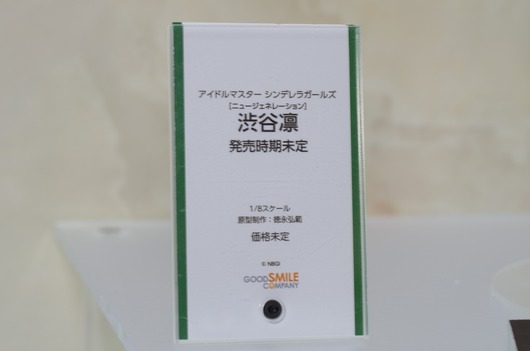 アイドルマスター シンデレラガールズ
[ニュージェネレーション]
渋谷凛
発売時期未定
1/8スケール
原型制作：徳永弘範
価格未定
© NBGI
GOOD SMILE
COMPANY